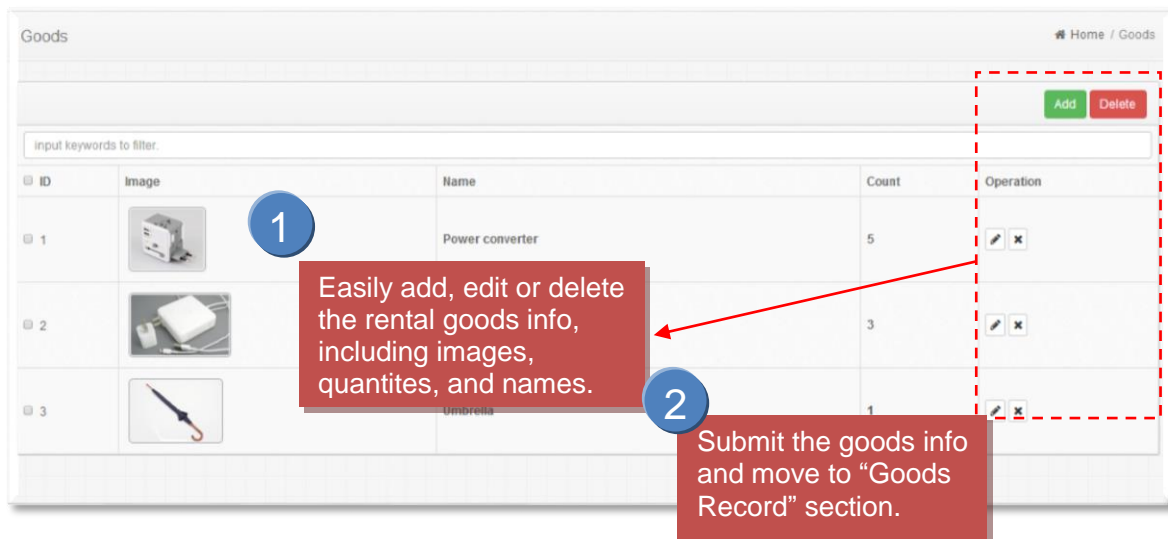 Goods
Home / Goods
Add Delete
input keywords to filter.
ID Image Name Count Operation
1 Power converter 5
1
Easily add, edit or delete
the rental goods info,
including images,
quantites, and names.
2 3
3 Umbrella 1
2
Submit the goods info
and move to “Goods
Record” section.